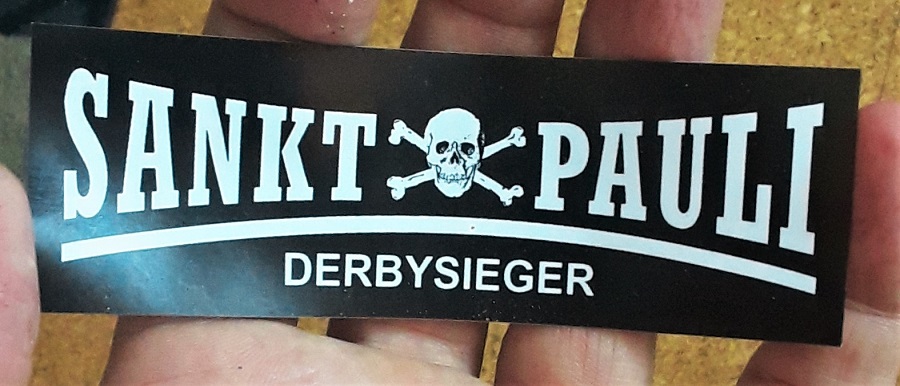 SANKT PAULI
DERBYSIEGER